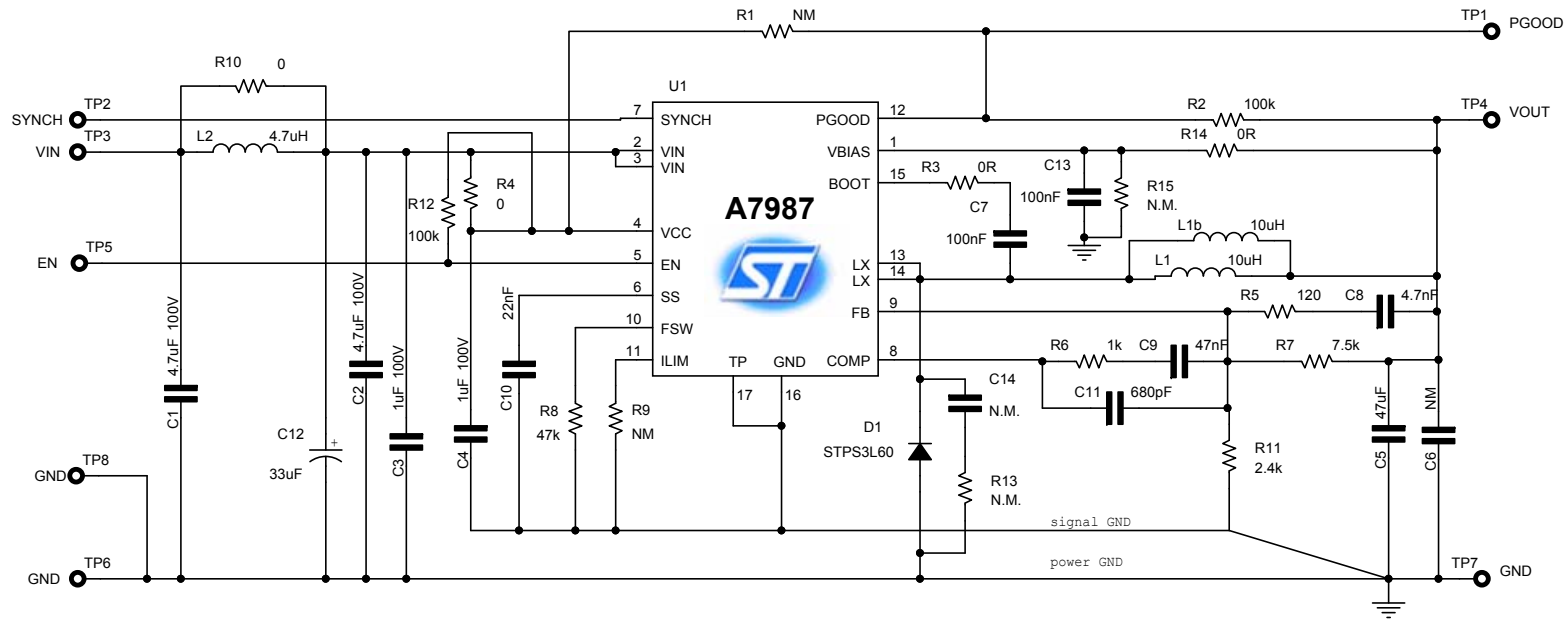 R1 NM
TP1
PGOOD
R10 0
U1
TP2
SYNCH
7
SYNCH
PGOOD
12
R2 100k
TP4
VOUT
TP3
VIN
L2 4.7uH
2
VIN
3
VIN
VBIAS
1
R14 0R
R12
100k
R4
0
BOOT
15
R3 0R
C13
100nF
R15
N.M.
A7987
C7
100nF
4
VCC
ST
L1b 10uH
TP5
EN
5
EN
LX
13
LX
14
L1 10uH
6
SS
22nF
C10
FB
9
R5 120
C8 4.7nF
10
FSW
11
ILIM
COMP
8
R6 1k
C9 47nF
R7 7.5k
4.7uF 100V
C1
4.7uF 100V
C2
1uF 100V
C3
1uF 100V
C4
TP
GND
17
16
C14
N.M.
C11 680pF
47uF
C5
NM
C6
R8
47k
R9
NM
C12
+
33uF
D1
STPS3L60
R11
2.4k
TP8
GND
R13
N.M.
signal GND
power GND
TP6
GND
TP7
GND